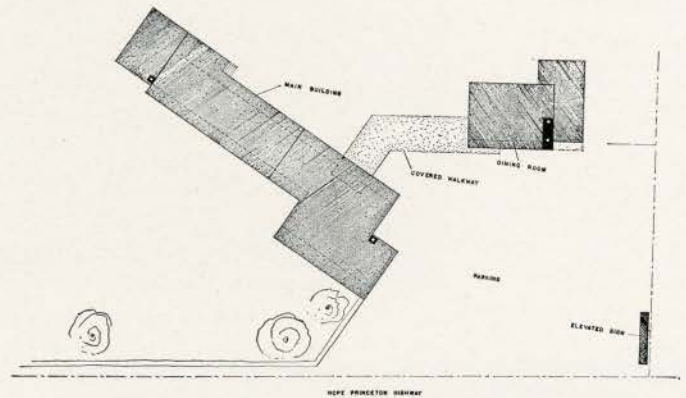 MAIN BUILDING
DINING ROOM
COVERED WALKWAY
PARKING
ELEVATED SIGN
HOPE PRINCETON HIGHWAY